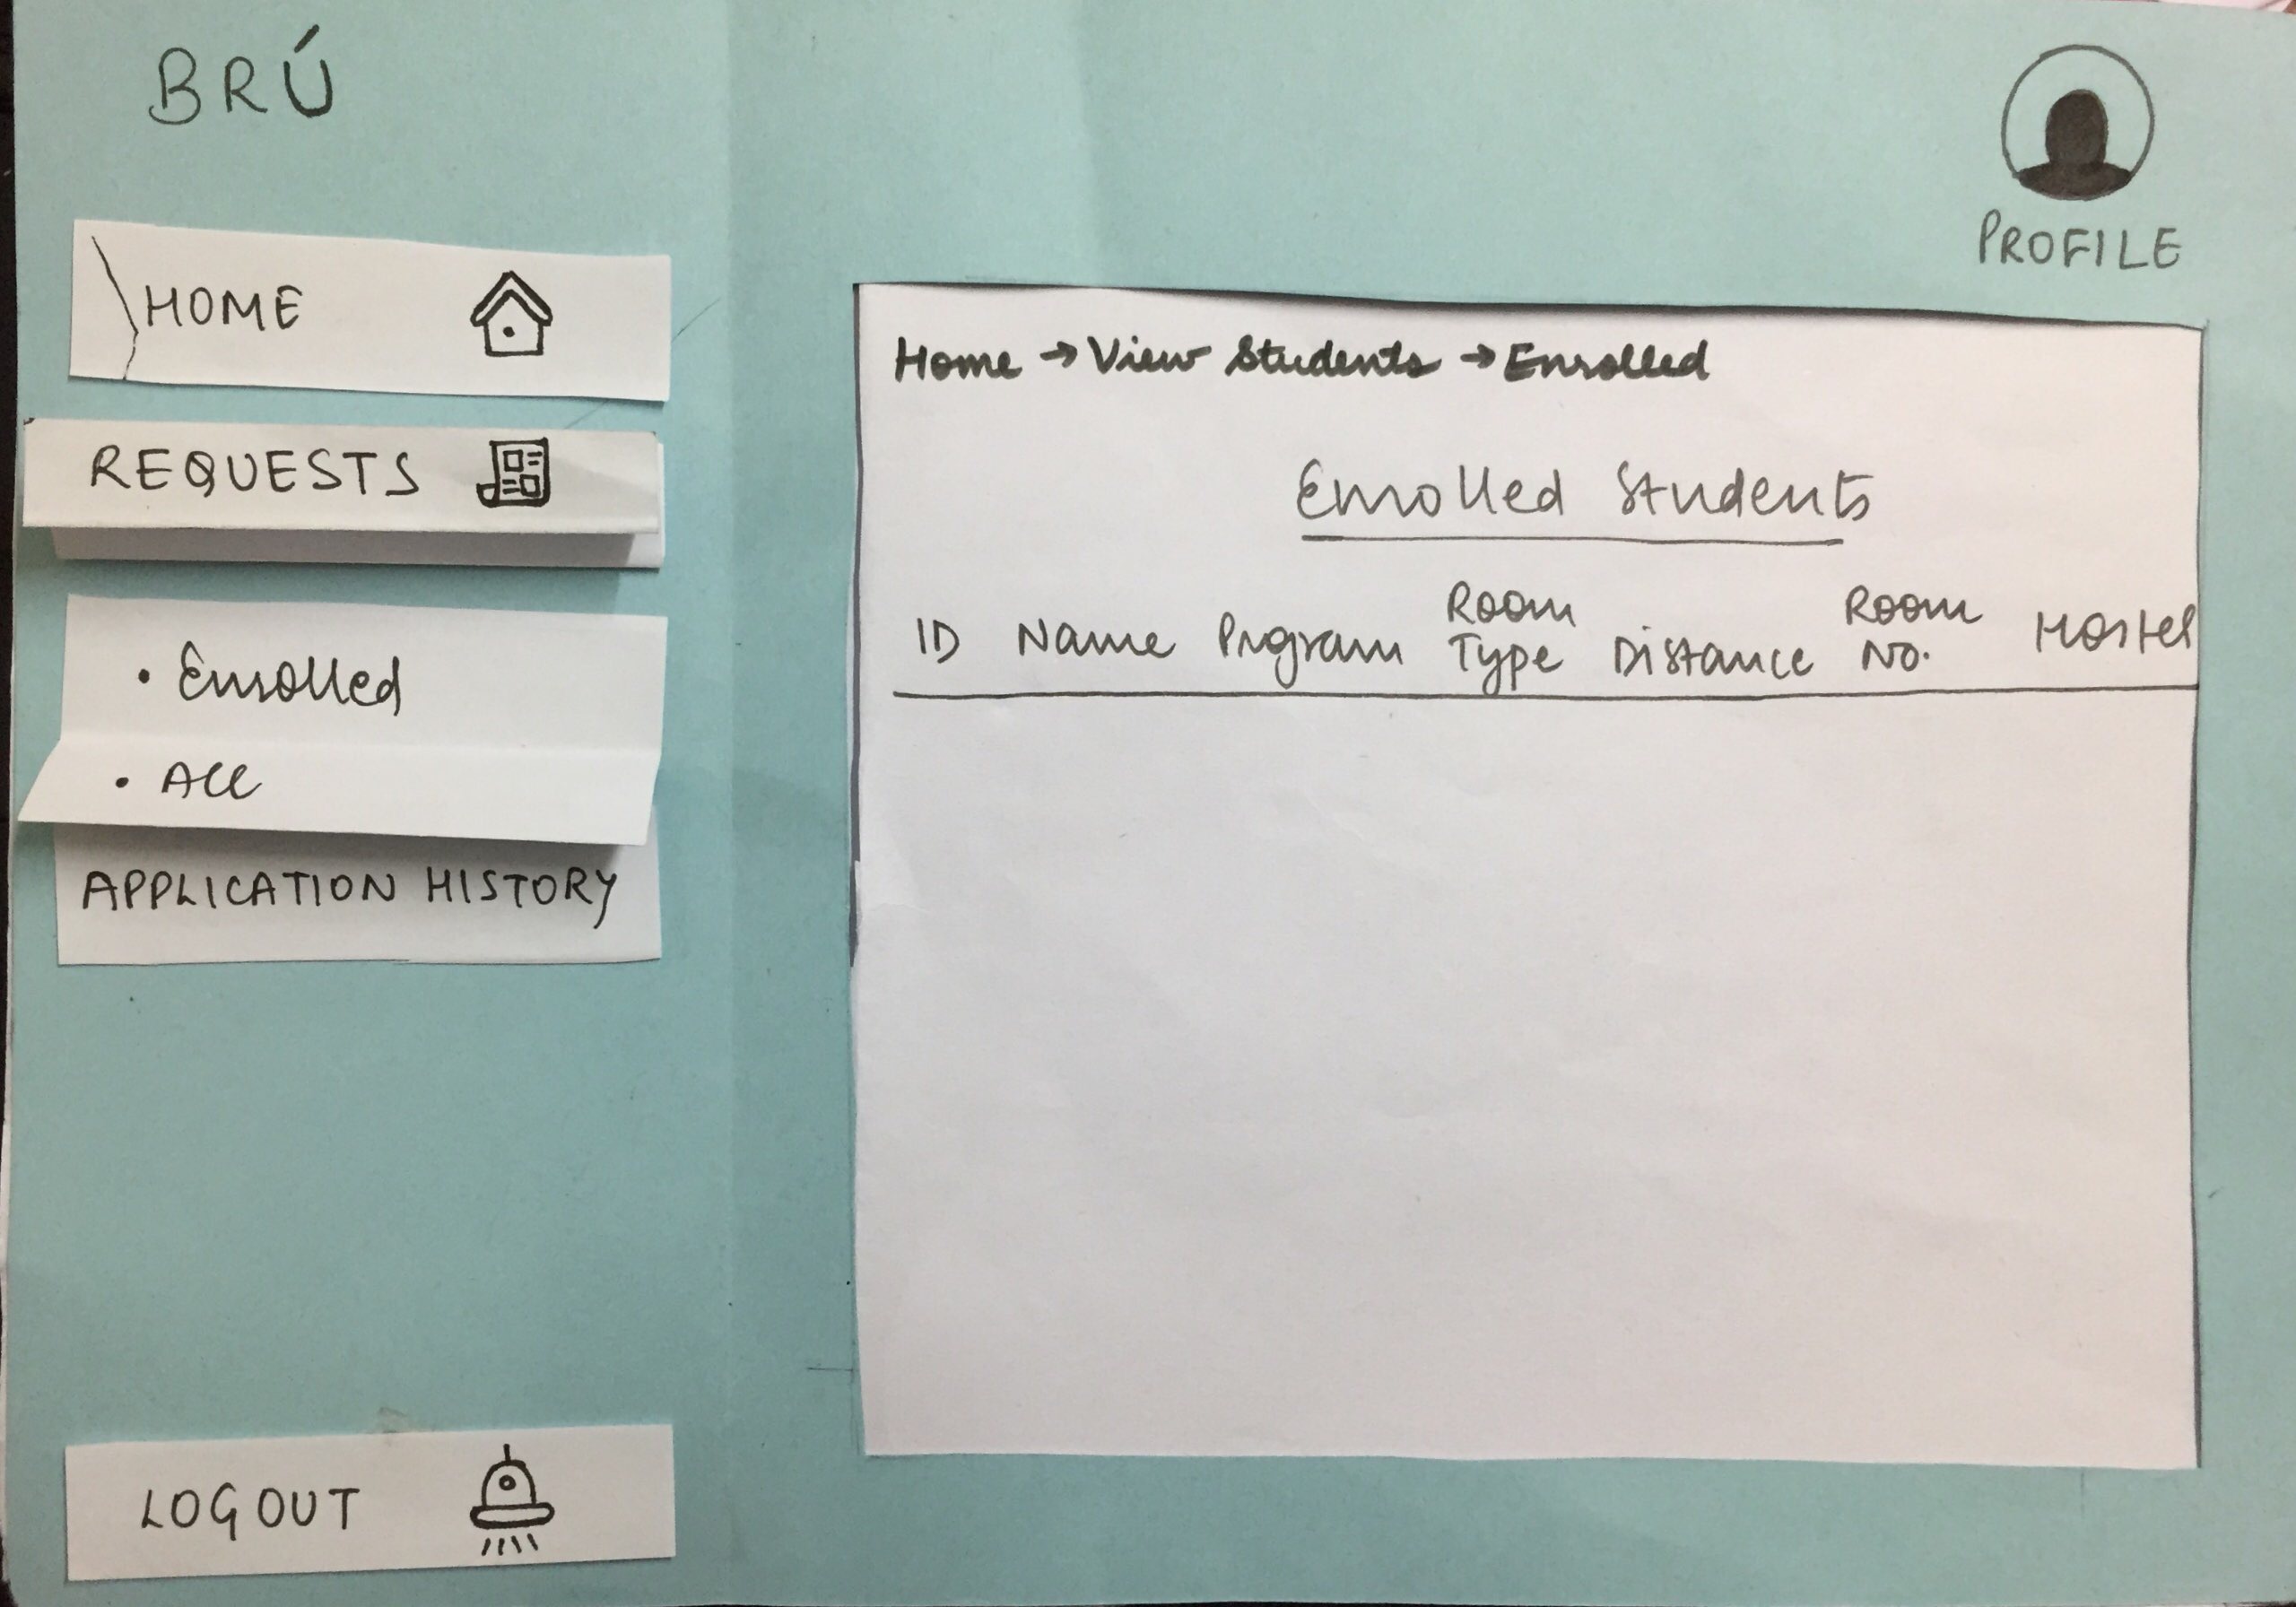 BRÚ
PROFILE
HOME
REQUESTS
• Enrolled
• All
APPLICATION HISTORY
LOGOUT
Home → View Students → Enrolled
Enrolled Students
ID Name Program Room Type Distance Room No. Hostel